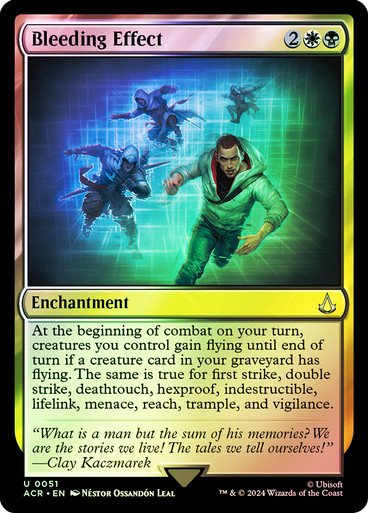 Bleeding Effect 2
Enchantment
At the beginning of combat on your turn,
creatures you control gain flying until end of
turn if a creature card in your graveyard has
flying. The same is true for first strike, double
strike, deathtouch, hexproof, indestructible,
lifelink, menace, reach, trample, and vigilance.
“What is a man but the sum of his memories? We
are the stories we live! The tales we tell ourselves!”
—Clay Kaczmarek
U 0051
ACR • EN Néstor Ossandón Leal
© Ubisoft
™ & © 2024 Wizards of the Coast